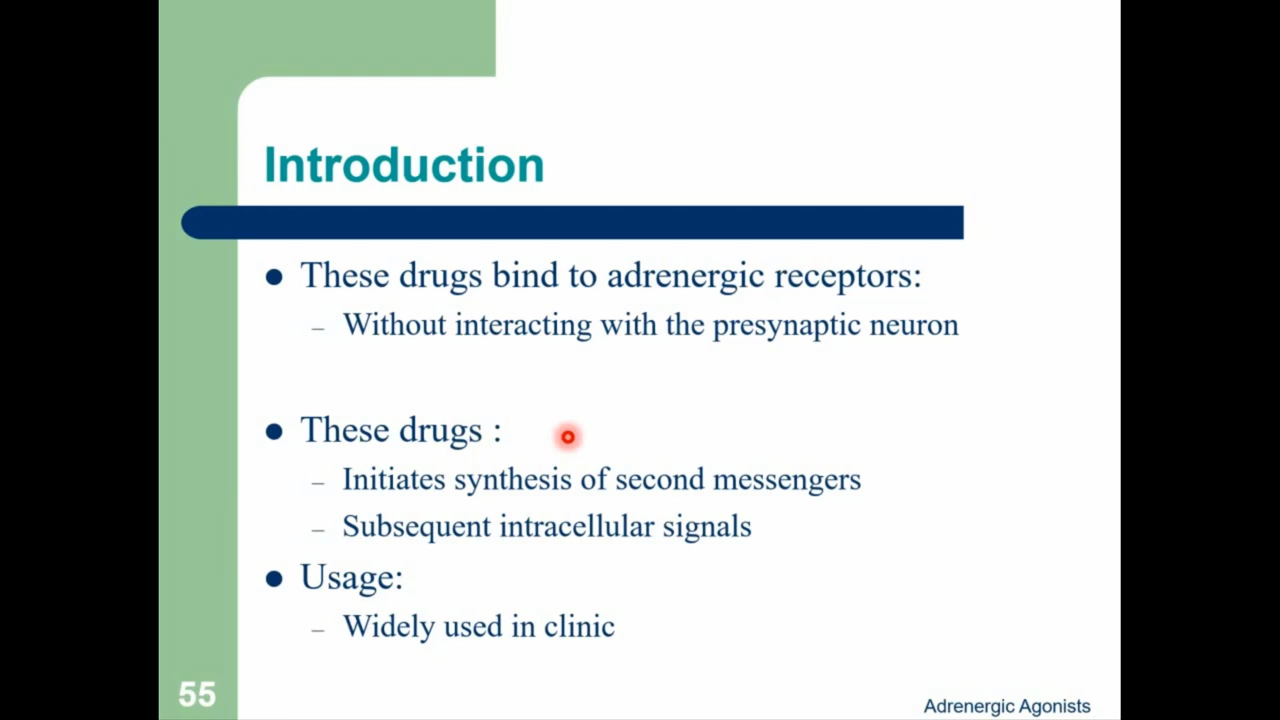 Introduction
● These drugs bind to adrenergic receptors:
– Without interacting with the presynaptic neuron
● These drugs :
– Initiates synthesis of second messengers
– Subsequent intracellular signals
● Usage:
– Widely used in clinic
55
Adrenergic Agonists